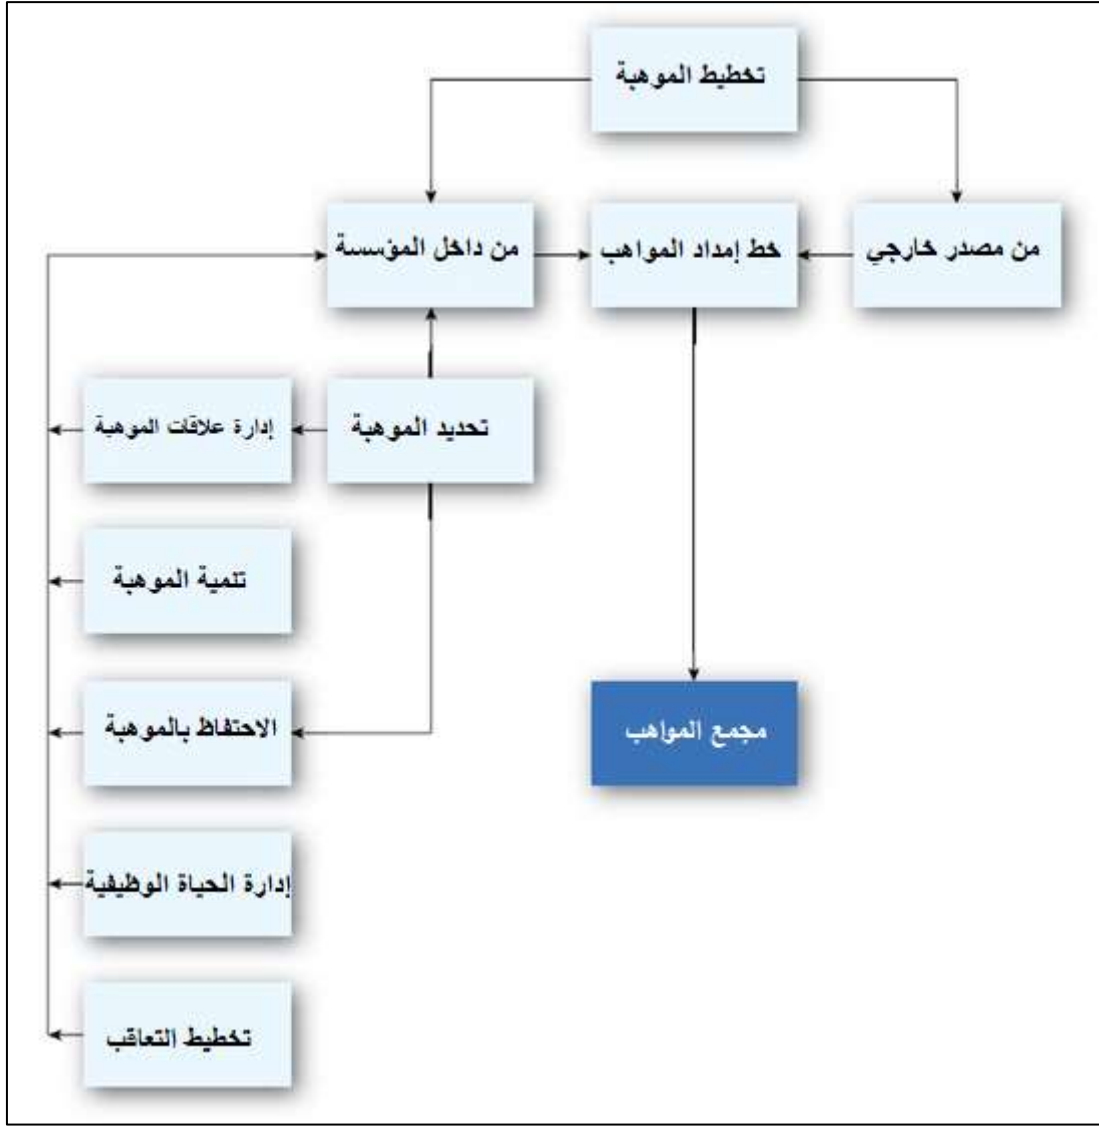 تخطيط الموهبة
من مصدر خارجي
خط إمداد المواهب
من داخل المؤسسة
تحديد الموهبة
إدارة علاقات الموهبة
تنمية الموهبة
الاحتفاظ بالموهبة
مجمع المواهب
إدارة الحياة الوظيفية
تخطيط التعاقب